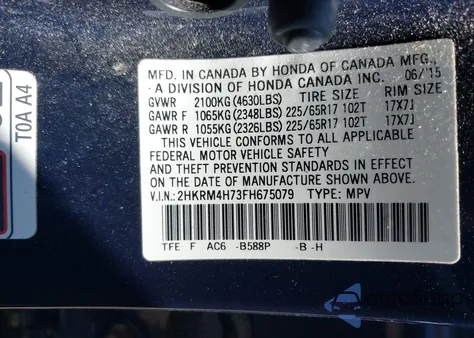 MFD. IN CANADA BY HONDA OF CANADA MFG.,
A DIVISION OF HONDA CANADA INC. 06/15
GVWR 2100KG(4630LBS) TIRE SIZE RIM SIZE
GAWR F 1065KG(2348LBS) 225/65R17 102T 17X7J
GAWR R 1055KG(2326LBS) 225/65R17 102T 17X7J
THIS VEHICLE CONFORMS TO ALL APPLICABLE
FEDERAL MOTOR VEHICLE SAFETY
AND THEFT PREVENTION STANDARDS IN EFFECT
ON THE DATE OF MANUFACTURE SHOWN ABOVE.
V.I.N.: 2HKRM4H73FH675079 TYPE: MPV
TFE F AC6 -B588P -B -H
T0A A4